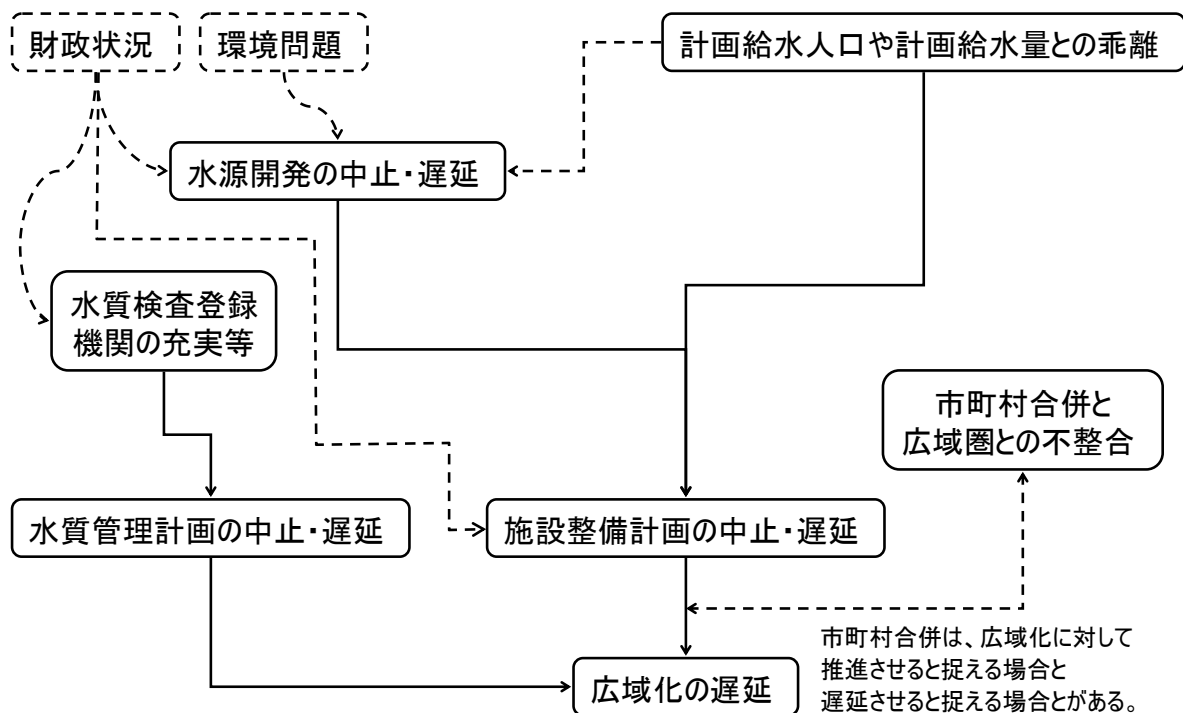 財政状況
環境問題
計画給水人口や計画給水量との乖離
水源開発の中止・遅延
水質検査登録
機関の充実等
市町村合併と
広域圏との不整合
水質管理計画の中止・遅延
施設整備計画の中止・遅延
広域化の遅延
市町村合併は、広域化に対して
推進させると捉える場合と
遅延させると捉える場合とがある。